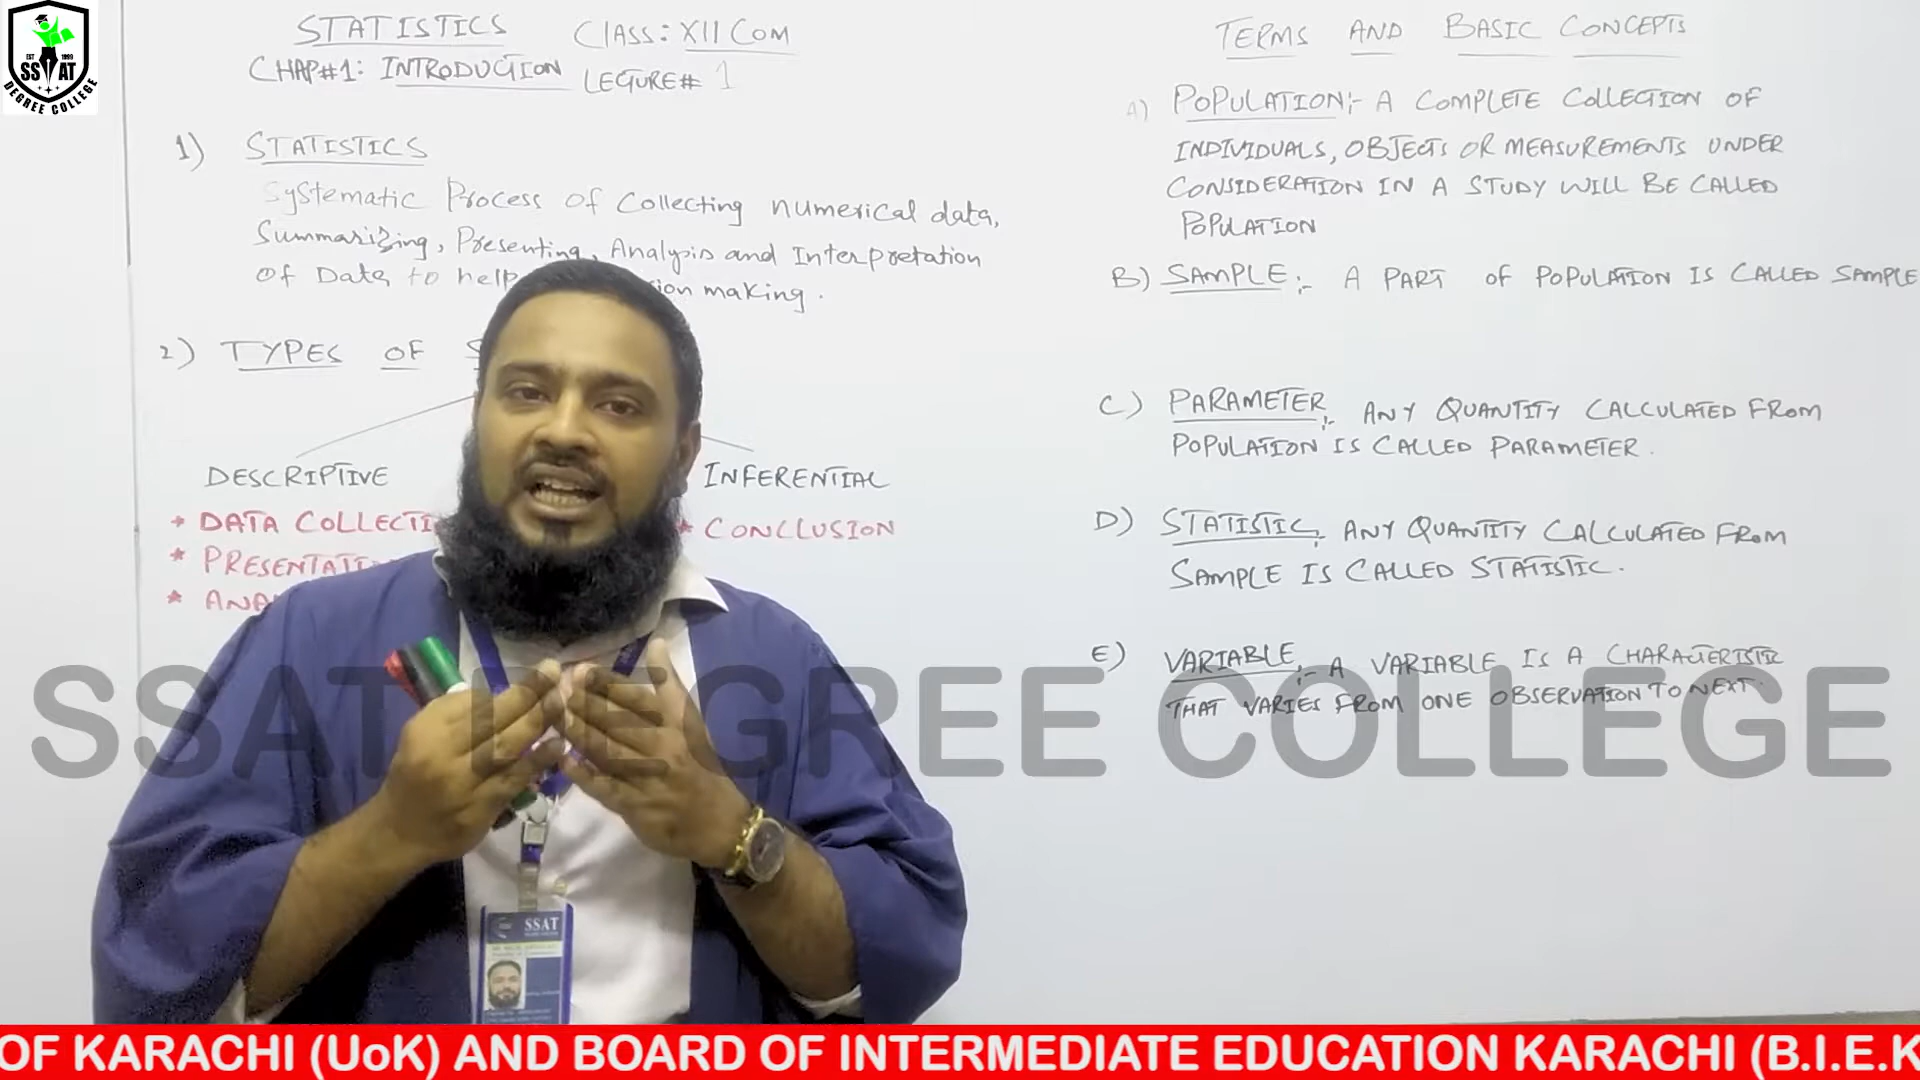 STATISTICS CLASS: XII COM
CHAP#1: INTRODUCTION LECTURE# 1
1) STATISTICS
Systematic Process of Collecting numerical data,
Summarizing, Presenting, Analysis and Interpretation
of Data to help ion making.
2) TYPES OF S
DESCRIPTIVE INFERENTIAL
* DATA COLLECTI * CONCLUSION
* PRESENTATI
* ANA
TERMS AND BASIC CONCEPTS
A) POPULATION:- A COMPLETE COLLECTION OF
INDIVIDUALS, OBJECTS OR MEASUREMENTS UNDER
CONSIDERATION IN A STUDY WILL BE CALLED
POPULATION
B) SAMPLE:- A PART OF POPULATION IS CALLED SAMPLE
C) PARAMETER:- ANY QUANTITY CALCULATED FROM
POPULATION IS CALLED PARAMETER.
D) STATISTIC:- ANY QUANTITY CALCULATED FROM
SAMPLE IS CALLED STATISTIC.
E) VARIABLE:- A VARIABLE IS A CHARACTERISTIC
THAT VARIES FROM ONE OBSERVATION TO NEXT.
EST 1999
SSAT
DEGREE COLLEGE
SSAT DEGREE COLLEGE
SSAT
OF KARACHI (UoK) AND BOARD OF INTERMEDIATE EDUCATION KARACHI (B.I.E.K